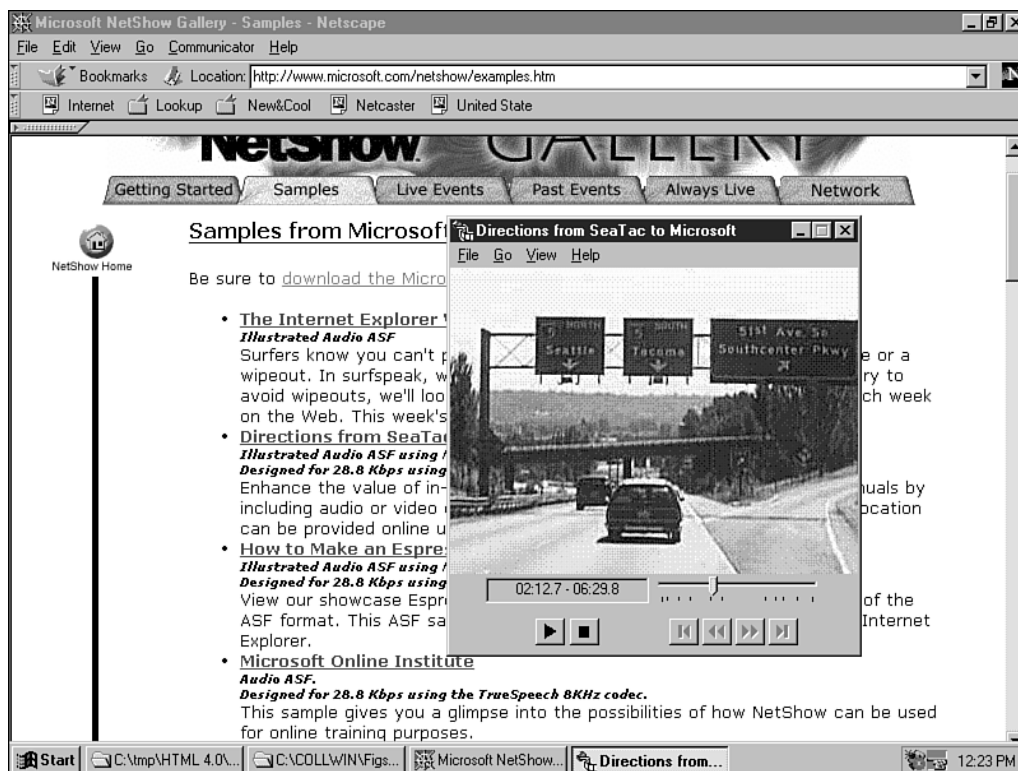 Microsoft NetShow Gallery - Samples - Netscape
File Edit View Go Communicator Help
Bookmarks Location: http://www.microsoft.com/netshow/examples.htm
Internet Lookup New&Cool Netcaster United State
NetShow GALLERY
Getting Started Samples Live Events Past Events Always Live Network
NetShow Home
Samples from Microsoft
Be sure to download the Micro
The Internet Explorer
Illustrated Audio ASF
Surfers know you can't e or a
wipeout. In surfspeak, w ry to
avoid wipeouts, we'll loo ch week
on the Web. This week's
Directions from SeaTac
Illustrated Audio ASF using
Designed for 28.8 Kbps using
Enhance the value of in- nuals by
including audio or video ocation
can be provided online u
How to Make an Espre
Illustrated Audio ASF using
Designed for 28.8 Kbps using
View our showcase Espre of the
ASF format. This ASF sa Internet
Explorer.
Microsoft Online Institute
Audio ASF.
Designed for 28.8 Kbps using the TrueSpeech 8KHz codec.
This sample gives you a glimpse into the possibilities of how NetShow can be used
for online training purposes.
Directions from SeaTac to Microsoft
File Go View Help
5 NORTH
Seattle
5 SOUTH
Tacoma
51st Ave. So
Southcenter Pkwy
02:12.7 - 06:29.8
Start C:\tmp\HTML 4.0\... C:\COLLWIN\Figs... Microsoft NetShow... Directions from... 12:23 PM